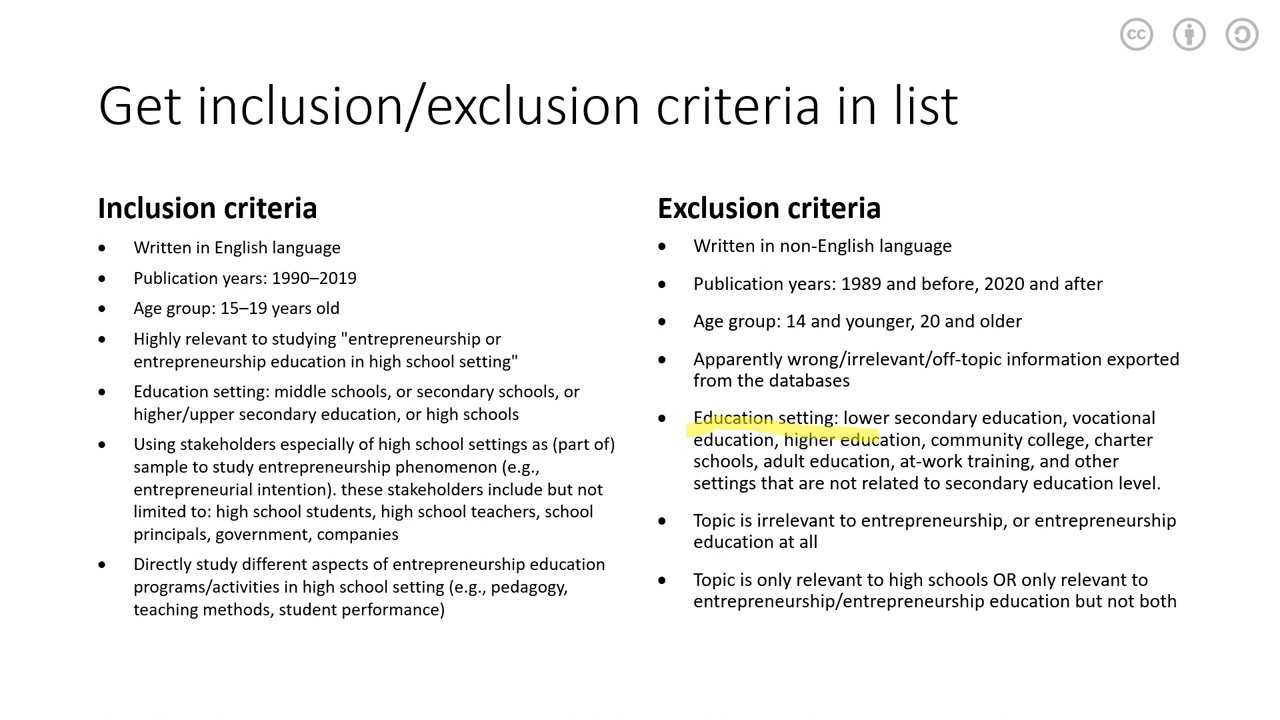 Get inclusion/exclusion criteria in list
Inclusion criteria
• Written in English language
• Publication years: 1990–2019
• Age group: 15–19 years old
• Highly relevant to studying "entrepreneurship or
entrepreneurship education in high school setting"
• Education setting: middle schools, or secondary schools, or
higher/upper secondary education, or high schools
• Using stakeholders especially of high school settings as (part of)
sample to study entrepreneurship phenomenon (e.g.,
entrepreneurial intention). these stakeholders include but not
limited to: high school students, high school teachers, school
principals, government, companies
• Directly study different aspects of entrepreneurship education
programs/activities in high school setting (e.g., pedagogy,
teaching methods, student performance)
Exclusion criteria
• Written in non-English language
• Publication years: 1989 and before, 2020 and after
• Age group: 14 and younger, 20 and older
• Apparently wrong/irrelevant/off-topic information exported
from the databases
• Education setting: lower secondary education, vocational
education, higher education, community college, charter
schools, adult education, at-work training, and other
settings that are not related to secondary education level.
• Topic is irrelevant to entrepreneurship, or entrepreneurship
education at all
• Topic is only relevant to high schools OR only relevant to
entrepreneurship/entrepreneurship education but not both
cc